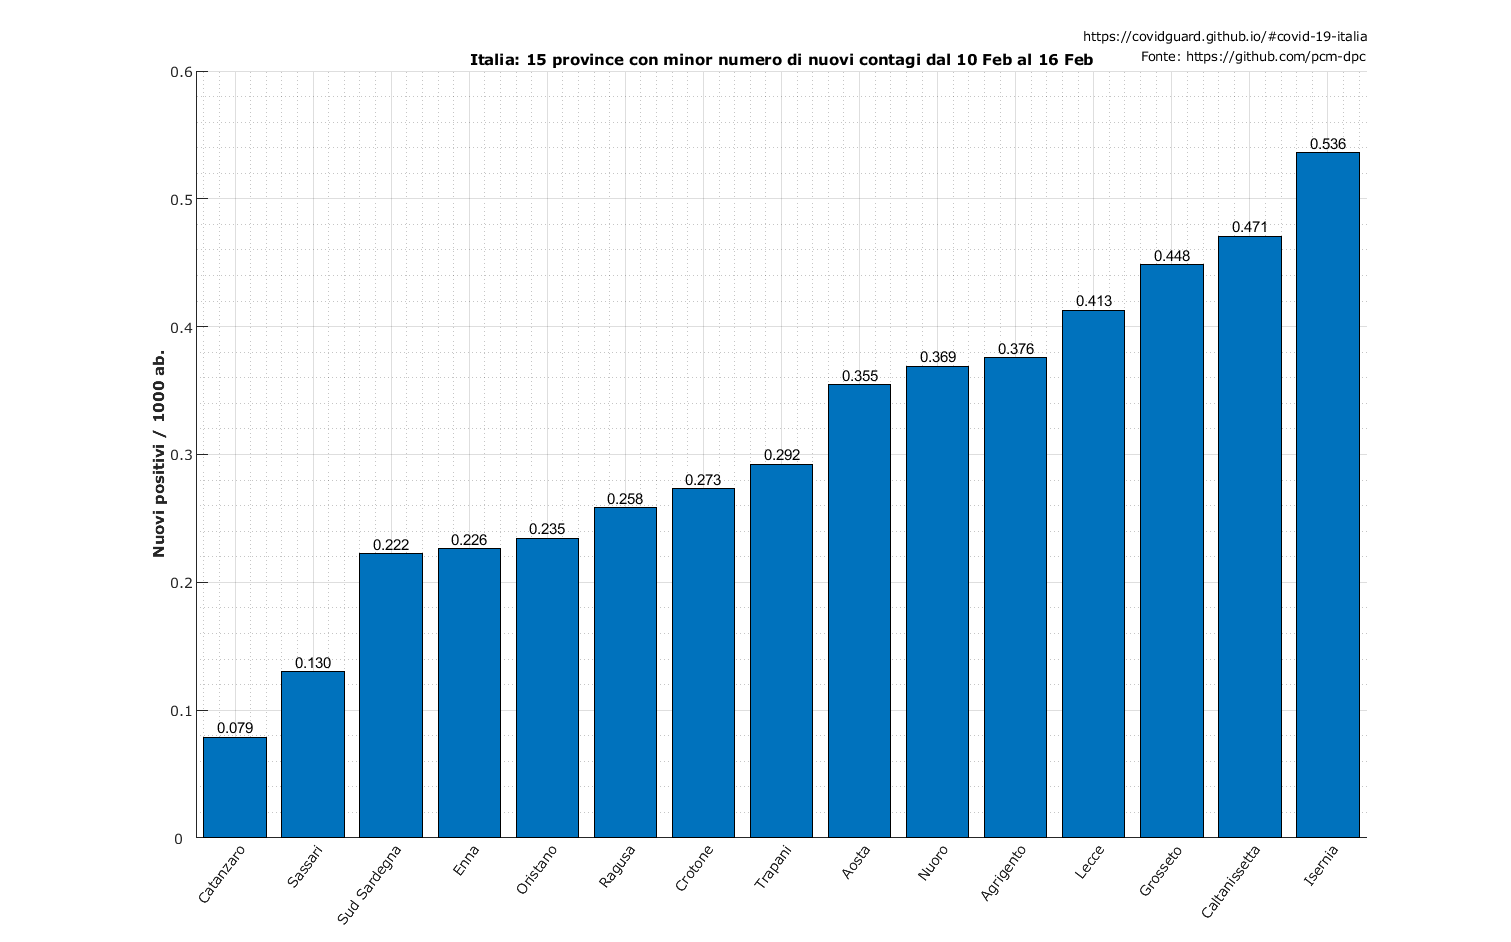 https://covidguard.github.io/#covid-19-italia
Fonte: https://github.com/pcm-dpc
Italia: 15 province con minor numero di nuovi contagi dal 10 Feb al 16 Feb
Nuovi positivi / 1000 ab.
0.6
0.5
0.4
0.3
0.2
0.1
0
0.079
0.130
0.222
0.226
0.235
0.258
0.273
0.292
0.355
0.369
0.376
0.413
0.448
0.471
0.536
Catanzaro
Sassari
Sud Sardegna
Enna
Oristano
Ragusa
Crotone
Trapani
Aosta
Nuoro
Agrigento
Lecce
Grosseto
Caltanissetta
Isernia